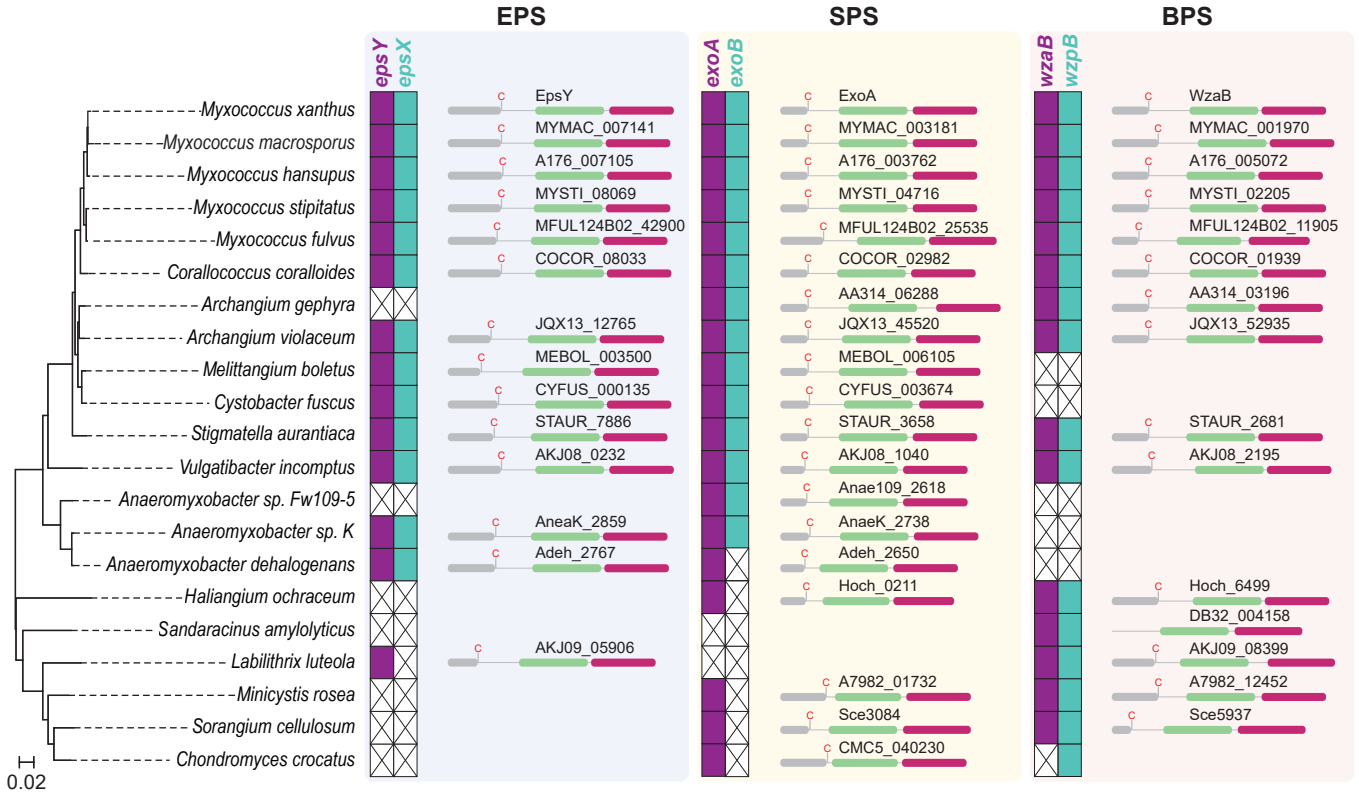 EPS SPS BPS
epsY epsX exoA exoB wzaB wzpB
Myxococcus xanthus C EpsY C ExoA C WzaB
Myxococcus macrosporus C MYMAC_007141 C MYMAC_003181 C MYMAC_001970
Myxococcus hansupus C A176_007105 C A176_003762 C A176_005072
Myxococcus stipitatus C MYSTI_08069 C MYSTI_04716 C MYSTI_02205
Myxococcus fulvus C MFUL124B02_42900 C MFUL124B02_25535 C MFUL124B02_11905
Corallococcus coralloides C COCOR_08033 C COCOR_02982 C COCOR_01939
Archangium gephyra C AA314_06288 C AA314_03196
Archangium violaceum C JQX13_12765 C JQX13_45520 C JQX13_52935
Melittangium boletus C MEBOL_003500 C MEBOL_006105
Cystobacter fuscus C CYFUS_000135 C CYFUS_003674
Stigmatella aurantiaca C STAUR_7886 C STAUR_3658 C STAUR_2681
Vulgatibacter incomptus C AKJ08_0232 C AKJ08_1040 C AKJ08_2195
Anaeromyxobacter sp. Fw109-5 C Anae109_2618
Anaeromyxobacter sp. K C AneaK_2859 C AnaeK_2738
Anaeromyxobacter dehalogenans C Adeh_2767 C Adeh_2650
Haliangium ochraceum C Hoch_0211 C Hoch_6499
Sandaracinus amylolyticus DB32_004158
Labilithrix luteola C AKJ09_05906 C AKJ09_08399
Minicystis rosea C A7982_01732 C A7982_12452
Sorangium cellulosum C Sce3084 C Sce5937
Chondromyces crocatus C CMC5_040230
0.02